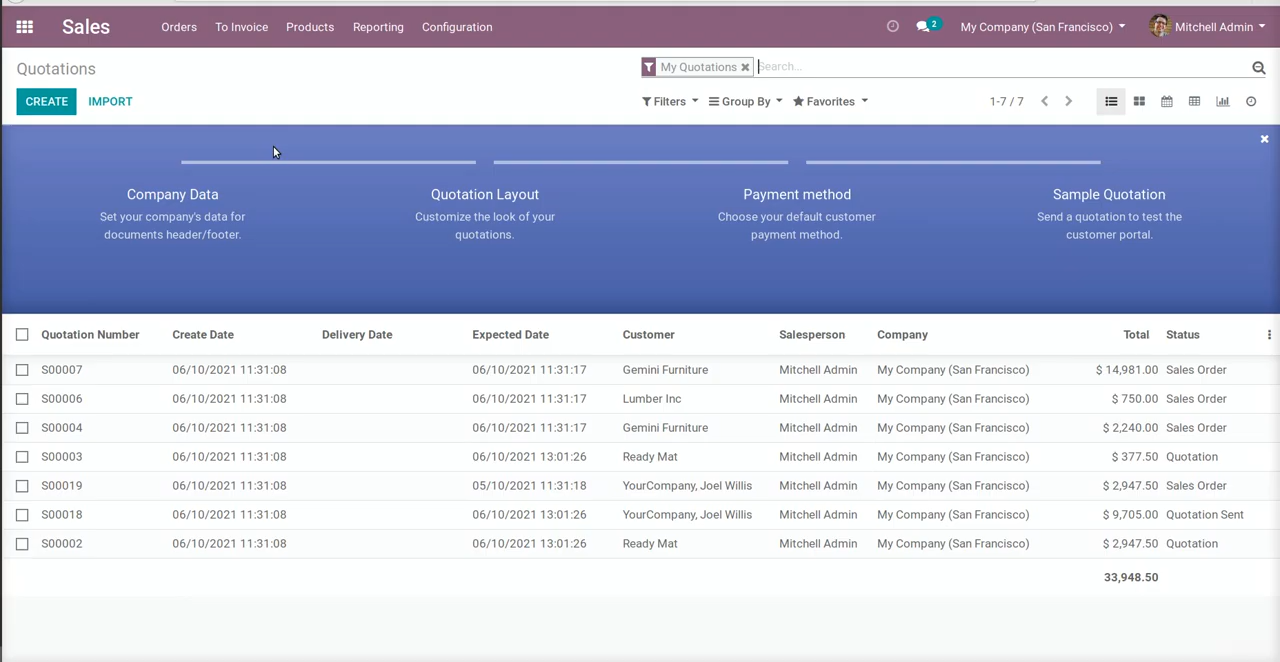 Sales Orders To Invoice Products Reporting Configuration 2 My Company (San Francisco) Mitchell Admin
Quotations My Quotations Search...
CREATE IMPORT Filters Group By Favorites 1-7 / 7
Company Data Quotation Layout Payment method Sample Quotation
Set your company's data for Customize the look of your Choose your default customer Send a quotation to test the
documents header/footer. quotations. payment method. customer portal.
Quotation Number Create Date Delivery Date Expected Date Customer Salesperson Company Total Status
S00007 06/10/2021 11:31:08 06/10/2021 11:31:17 Gemini Furniture Mitchell Admin My Company (San Francisco) $ 14,981.00 Sales Order
S00006 06/10/2021 11:31:08 06/10/2021 11:31:17 Lumber Inc Mitchell Admin My Company (San Francisco) $ 750.00 Sales Order
S00004 06/10/2021 11:31:08 06/10/2021 11:31:17 Gemini Furniture Mitchell Admin My Company (San Francisco) $ 2,240.00 Sales Order
S00003 06/10/2021 11:31:08 06/10/2021 13:01:26 Ready Mat Mitchell Admin My Company (San Francisco) $ 377.50 Quotation
S00019 06/10/2021 11:31:08 05/10/2021 11:31:18 YourCompany, Joel Willis Mitchell Admin My Company (San Francisco) $ 2,947.50 Sales Order
S00018 06/10/2021 11:31:08 06/10/2021 13:01:26 YourCompany, Joel Willis Mitchell Admin My Company (San Francisco) $ 9,705.00 Quotation Sent
S00002 06/10/2021 11:31:08 06/10/2021 13:01:26 Ready Mat Mitchell Admin My Company (San Francisco) $ 2,947.50 Quotation
33,948.50